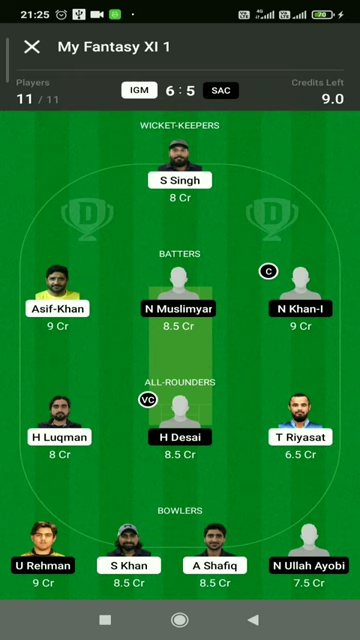 21:25
4G
70
My Fantasy XI 1
Players
11 / 11
IGM 6 : 5 SAC
Credits Left
9.0
WICKET-KEEPERS
S Singh
8 Cr
D
D
BATTERS
Asif-Khan
9 Cr
N Muslimyar
8.5 Cr
C
N Khan-I
9 Cr
ALL-ROUNDERS
H Luqman
8 Cr
VC
H Desai
8.5 Cr
T Riyasat
6.5 Cr
BOWLERS
U Rehman
9 Cr
S Khan
8.5 Cr
A Shafiq
8.5 Cr
N Ullah Ayobi
7.5 Cr